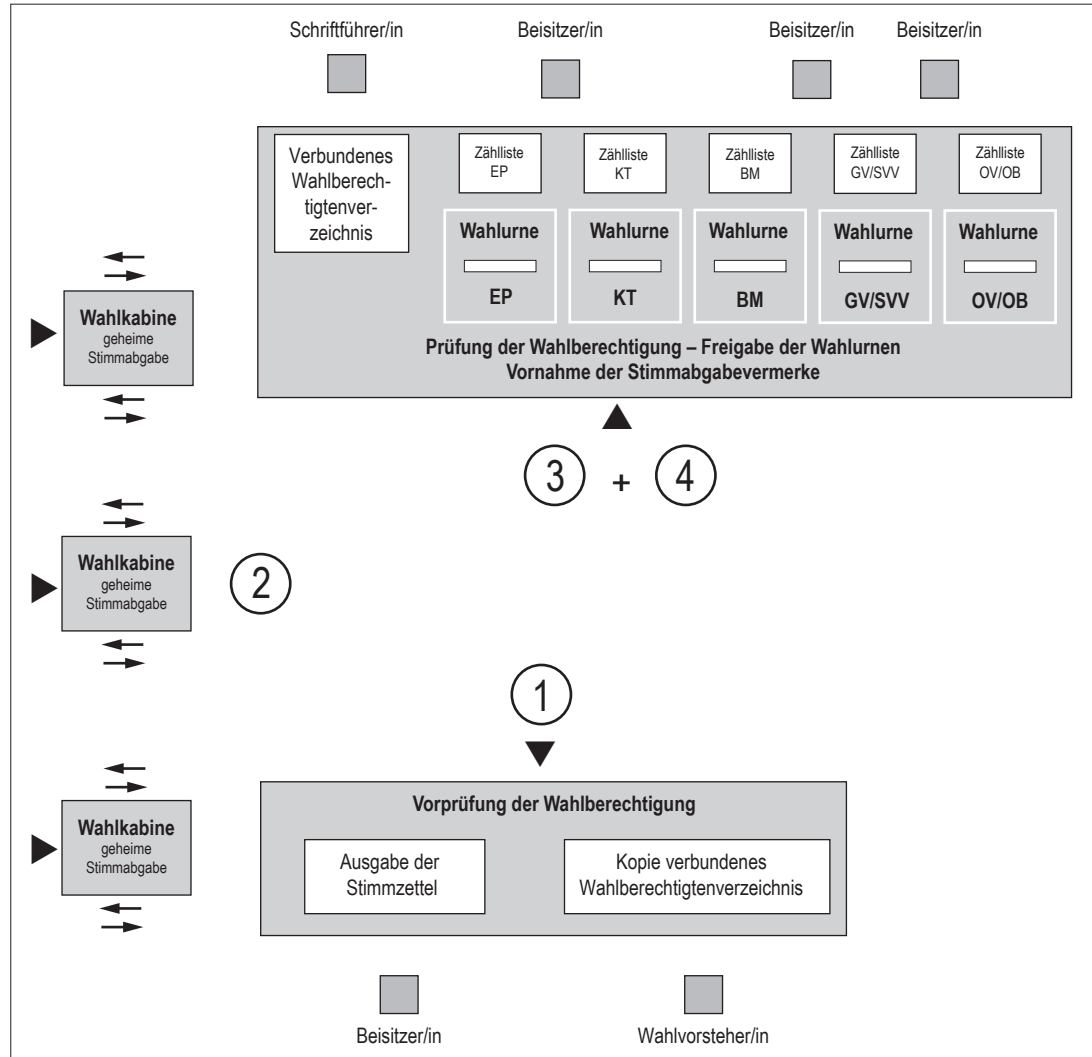 Schriftführer/in
Beisitzer/in
Beisitzer/in
Beisitzer/in
Verbundenes
Wahlberech-
tigtenver-
zeichnis
Zählliste
EP
Zählliste
KT
Zählliste
BM
Zählliste
GV/SVV
Zählliste
OV/OB
Wahlurne
EP
Wahlurne
KT
Wahlurne
BM
Wahlurne
GV/SVV
Wahlurne
OV/OB
Prüfung der Wahlberechtigung – Freigabe der Wahlurnen
Vornahme der Stimmabgabevermerke
Wahlkabine
geheime
Stimmabgabe
3 + 4
Wahlkabine
geheime
Stimmabgabe
2
1
Wahlkabine
geheime
Stimmabgabe
Vorprüfung der Wahlberechtigung
Ausgabe der
Stimmzettel
Kopie verbundenes
Wahlberechtigtenverzeichnis
Beisitzer/in
Wahlvorsteher/in